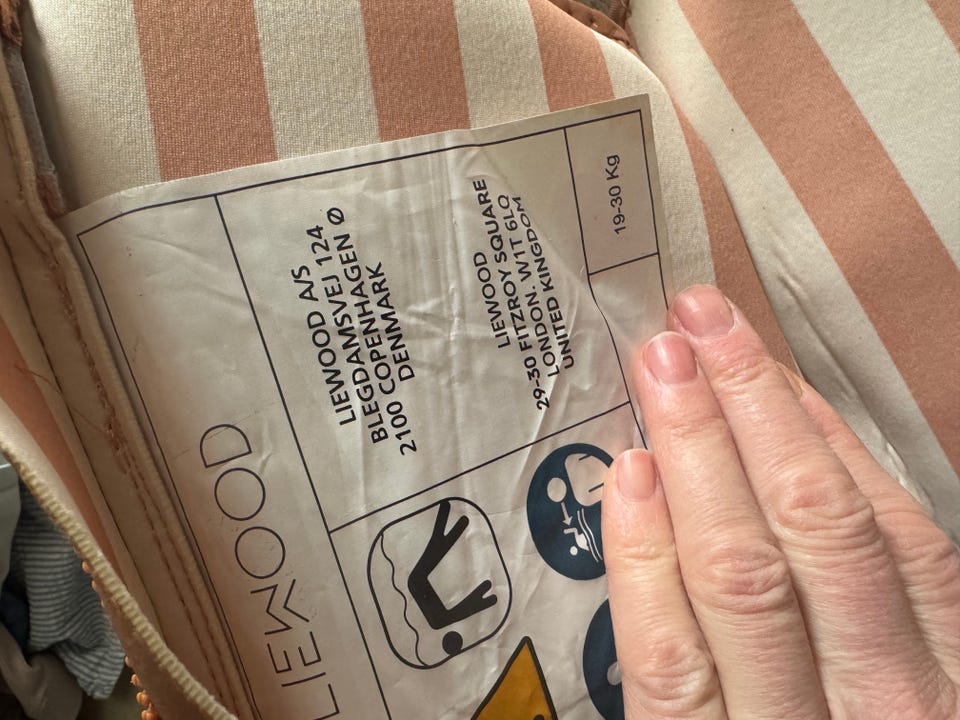 LIEWOOD
LIEWOOD A/S
BLEGDAMSVEJ 124
2100 COPENHAGEN Ø
DENMARK
LIEWOOD
29-30 FITZROY SQUARE
LONDON. W1T 6LQ
UNITED KINGDOM
19-30 Kg